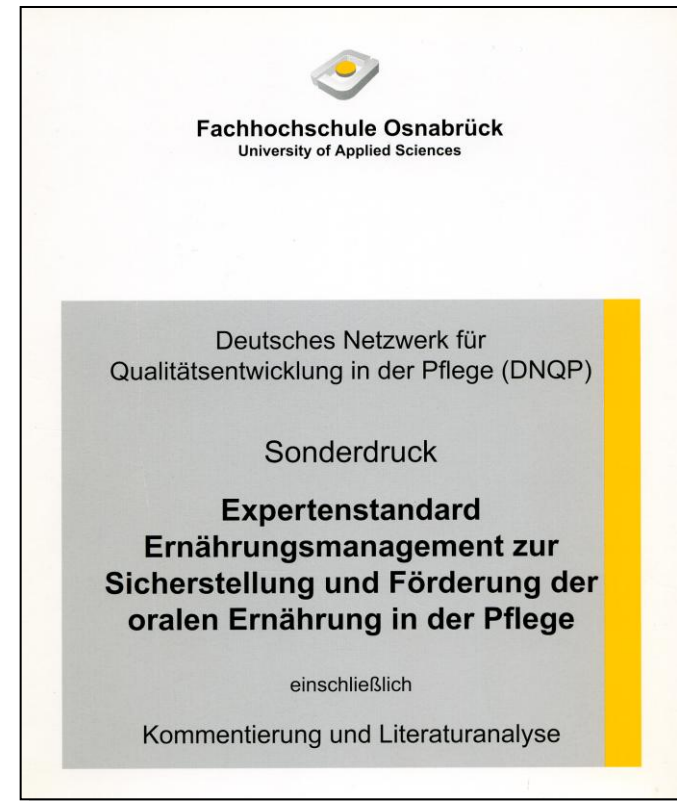 Fachhochschule Osnabrück
University of Applied Sciences
Deutsches Netzwerk für
Qualitätsentwicklung in der Pflege (DNQP)
Sonderdruck
Expertenstandard
Ernährungsmanagement zur
Sicherstellung und Förderung der
oralen Ernährung in der Pflege
einschließlich
Kommentierung und Literaturanalyse